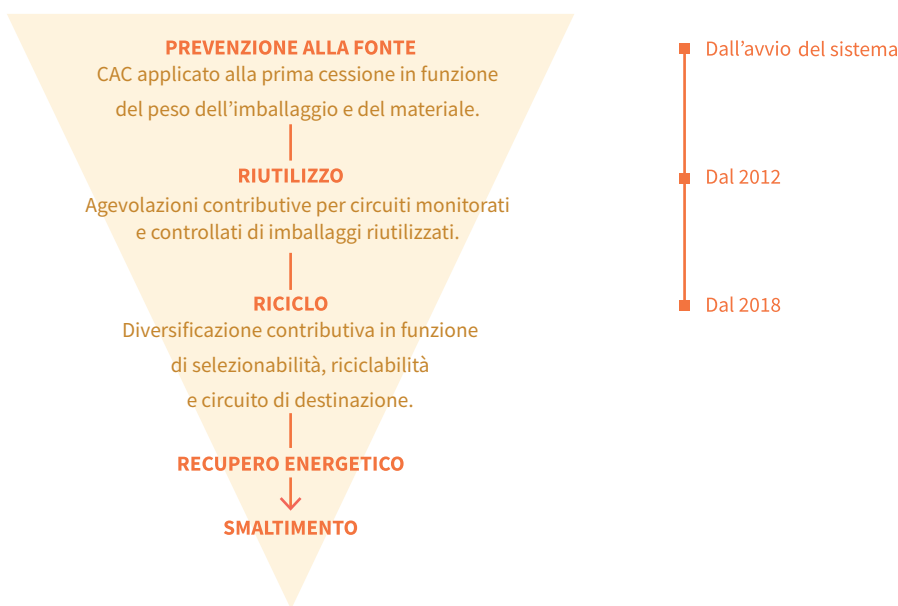 PREVENZIONE ALLA FONTE
CAC applicato alla prima cessione in funzione
del peso dell'imballaggio e del materiale.
RIUTILIZZO
Agevolazioni contributive per circuiti monitorati
e controllati di imballaggi riutilizzati.
RICICLO
Diversificazione contributiva in funzione
di selezionabilità, riciclabilità
e circuito di destinazione.
RECUPERO ENERGETICO
SMALTIMENTO
Dall'avvio del sistema
Dal 2012
Dal 2018